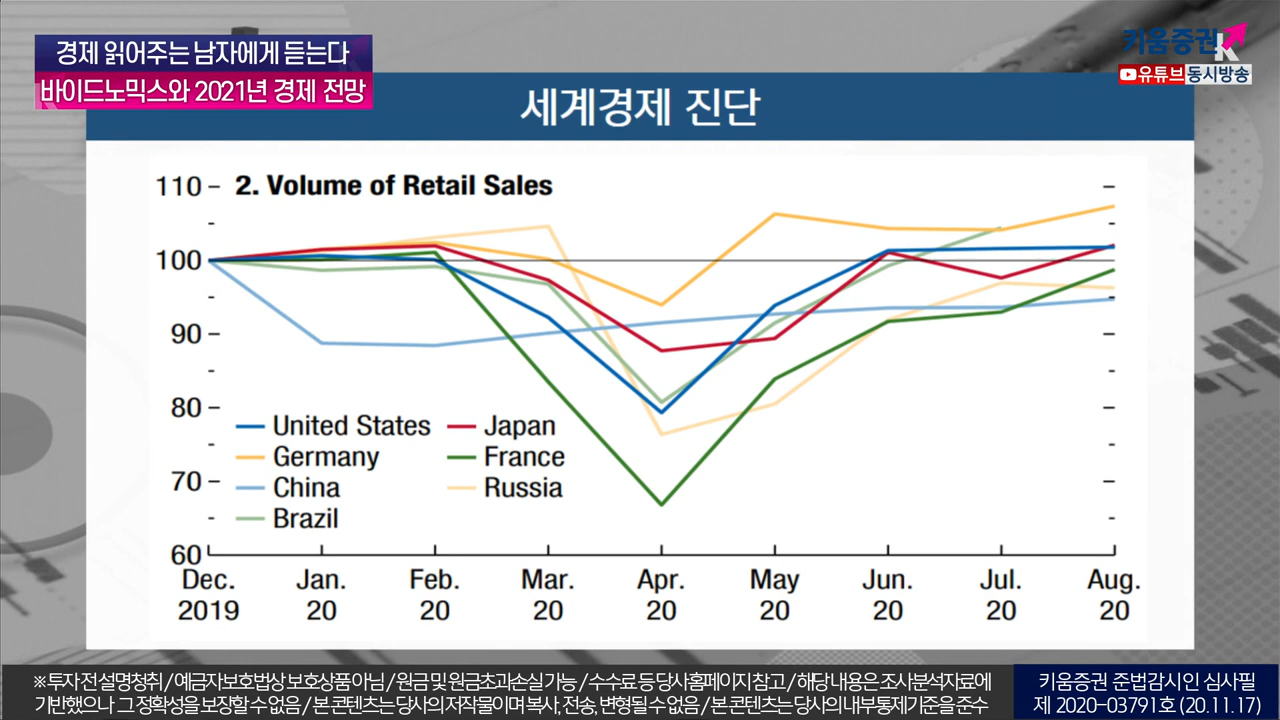 경제 읽어주는 남자에게 듣는다
바이드노믹스와 2021년 경제 전망
키움증권
유튜브동시방송
세계경제 진단
2. Volume of Retail Sales
110
100
90
80
70
60
United States
Japan
Germany
France
China
Russia
Brazil
Dec. Jan. Feb. Mar. Apr. May Jun. Jul. Aug.
2019 20 20 20 20 20 20 20 20
※ 투자 전 설명청취 / 예금자보호법상 보호상품 아님 / 원금 및 원금초과손실 가능 / 수수료 등 당사홈페이지 참고 / 해당 내용은 조사분석자료에
기반했으나 그 정확성을 보장할 수 없음 / 본 콘텐츠는 당사의 저작물이며 복사, 전송, 변형될 수 없음 / 본 콘텐츠는 당사의 내부통제기준을 준수
키움증권 준법감시인 심사필
제 2020-03791호 (20.11.17)